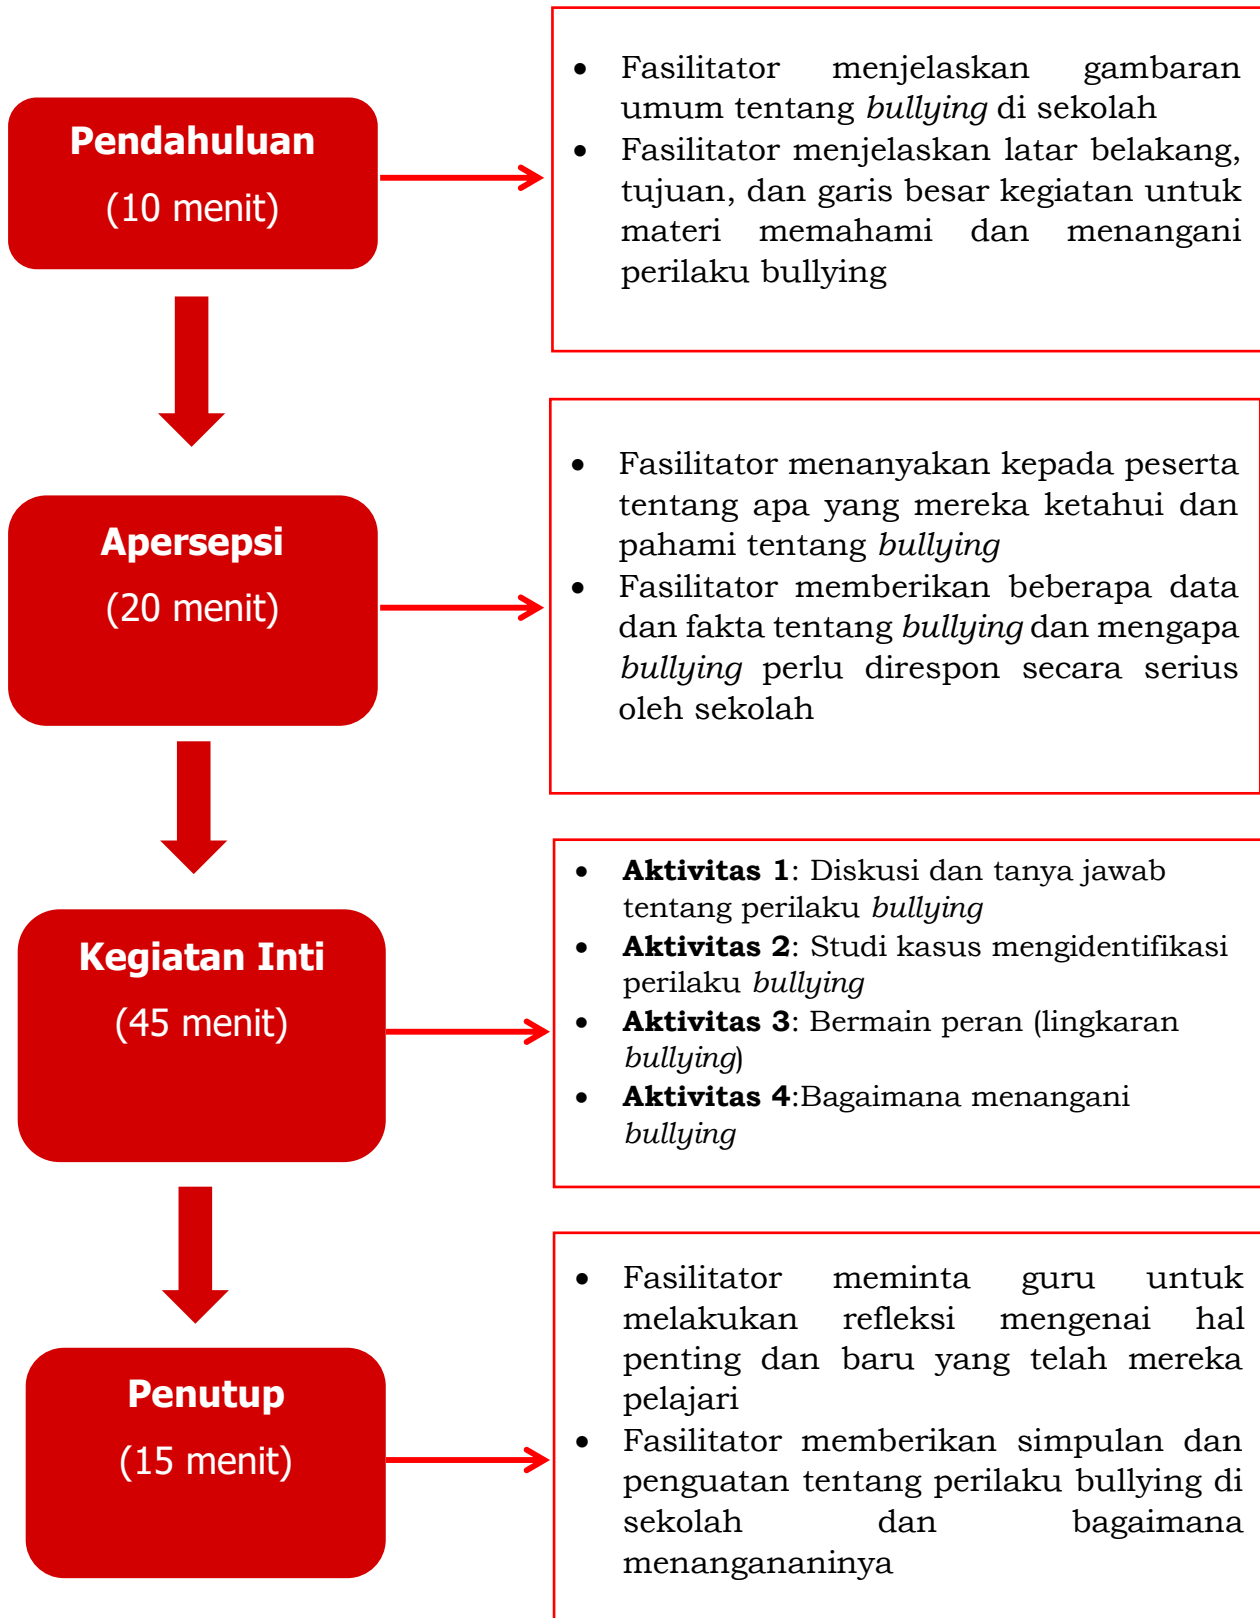 Pendahuluan
(10 menit)
• Fasilitator menjelaskan gambaran
umum tentang bullying di sekolah
• Fasilitator menjelaskan latar belakang,
tujuan, dan garis besar kegiatan untuk
materi memahami dan menangani
perilaku bullying
Apersepsi
(20 menit)
• Fasilitator menanyakan kepada peserta
tentang apa yang mereka ketahui dan
pahami tentang bullying
• Fasilitator memberikan beberapa data
dan fakta tentang bullying dan mengapa
bullying perlu direspon secara serius
oleh sekolah
Kegiatan Inti
(45 menit)
• Aktivitas 1: Diskusi dan tanya jawab
tentang perilaku bullying
• Aktivitas 2: Studi kasus mengidentifikasi
perilaku bullying
• Aktivitas 3: Bermain peran (lingkaran
bullying)
• Aktivitas 4:Bagaimana menangani
bullying
Penutup
(15 menit)
• Fasilitator meminta guru untuk
melakukan refleksi mengenai hal
penting dan baru yang telah mereka
pelajari
• Fasilitator memberikan simpulan dan
penguatan tentang perilaku bullying di
sekolah dan bagaimana
menangananinya